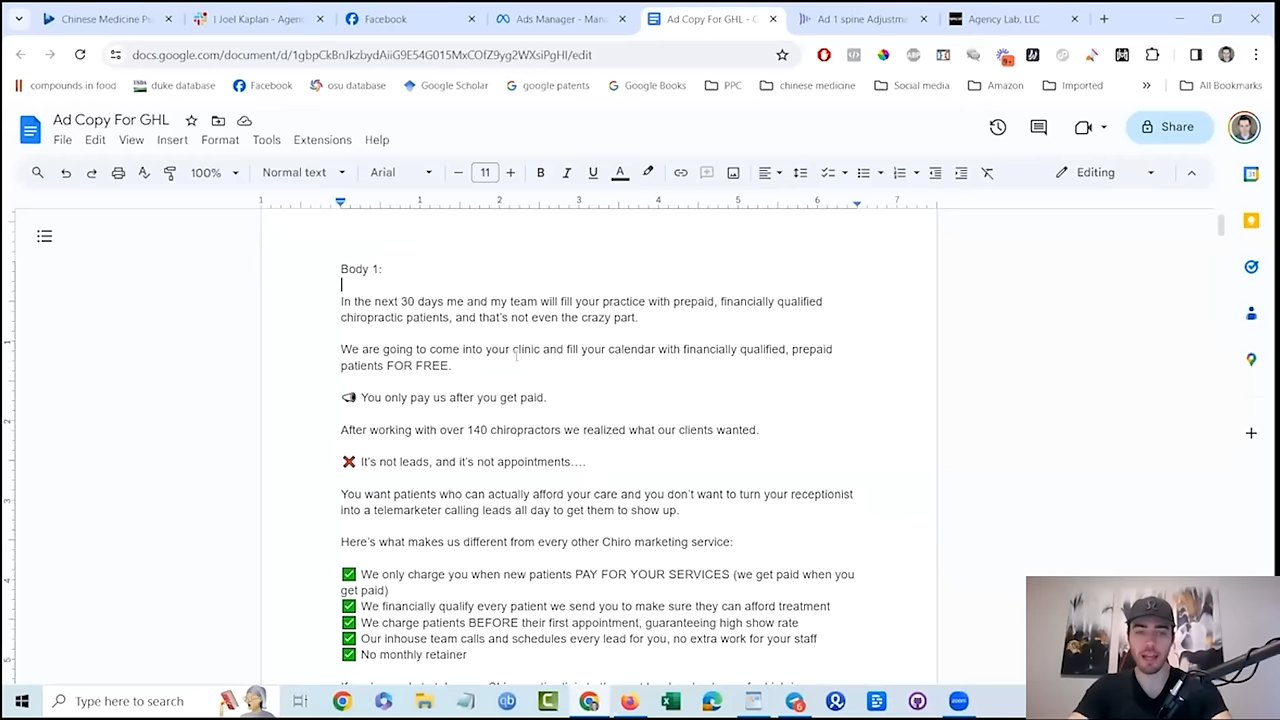 Chinese Medicine Ps
| Joel Kaplan - Agen
Facebook
Ads Manager - Mana
Ad Copy For GHL - G
Ad 1 spine Adjustme
Agency Lab, LLC
docs.google.com/document/d/
compounds in food
duke database
Facebook
osu database
Google Scholar
google patents
Google Books
PPC
chinese medicine
Social media
Amazon
Imported
»
All Bookmarks
Ad Copy For GHL
Share
File Edit View Insert Format Tools Extensions Help
100% Normal text Arial 11 Editing
1 1 2 3 4 5 6 7
Body 1:
In the next 30 days me and my team will fill your practice with prepaid, financially qualified
chiropractic patients, and that's not even the crazy part.
We are going to come into your clinic and fill your calendar with financially qualified, prepaid
patients FOR FREE.
You only pay us after you get paid.
After working with over 140 chiropractors we realized what our clients wanted.
❌ It's not leads, and it's not appointments….
You want patients who can actually afford your care and you don't want to turn your receptionist
into a telemarketer calling leads all day to get them to show up.
Here's what makes us different from every other Chiro marketing service:
✅ We only charge you when new patients PAY FOR YOUR SERVICES (we get paid when you
get paid)
✅ We financially qualify every patient we send you to make sure they can afford treatment
✅ We charge patients BEFORE their first appointment, guaranteeing high show rate
✅ Our inhouse team calls and schedules every lead for you, no extra work for your staff
✅ No monthly retainer
Type here to search